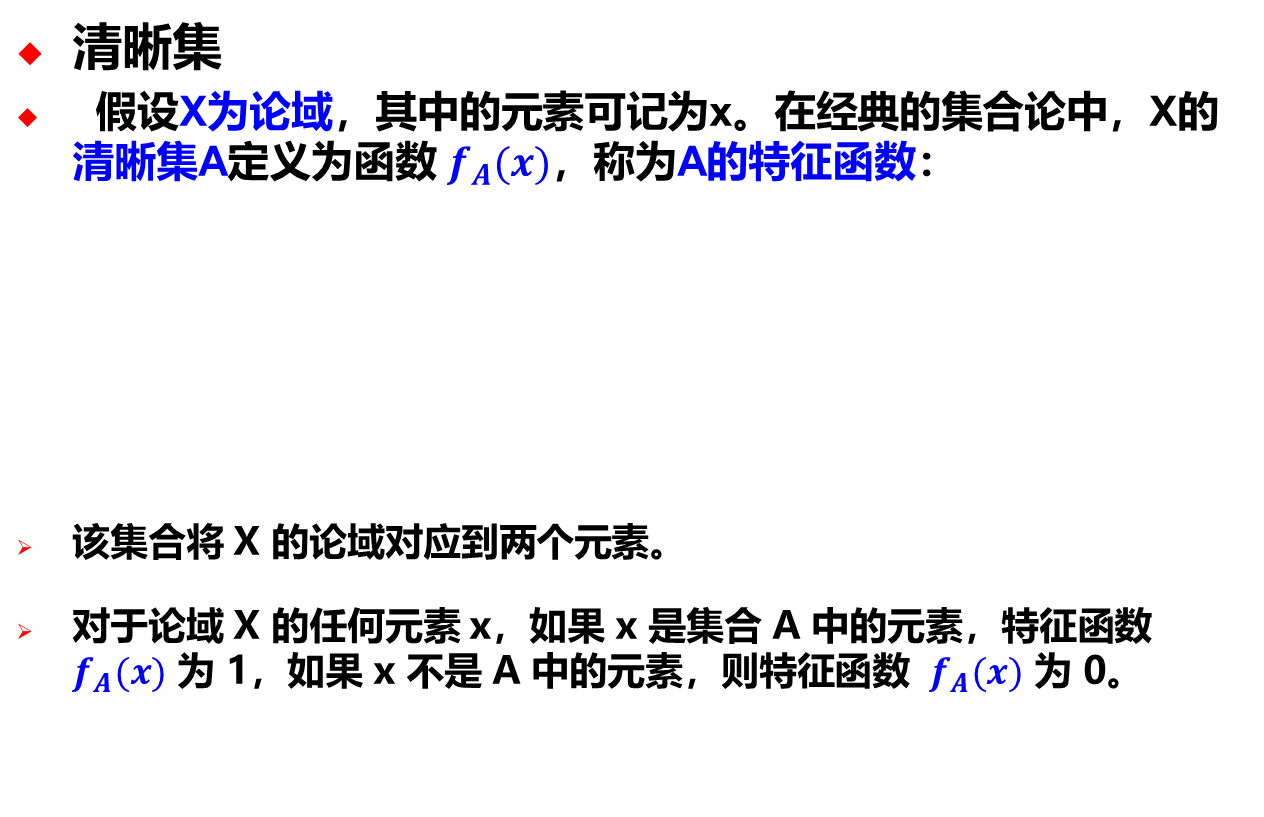 清晰集
假设X为论域，其中的元素可记为x。在经典的集合论中，X的
清晰集A定义为函数 f_A(x)，称为A的特征函数：
该集合将 X 的论域对应到两个元素。
对于论域 X 的任何元素 x，如果 x 是集合 A 中的元素，特征函数
f_A(x) 为 1，如果 x 不是 A 中的元素，则特征函数 f_A(x) 为 0。